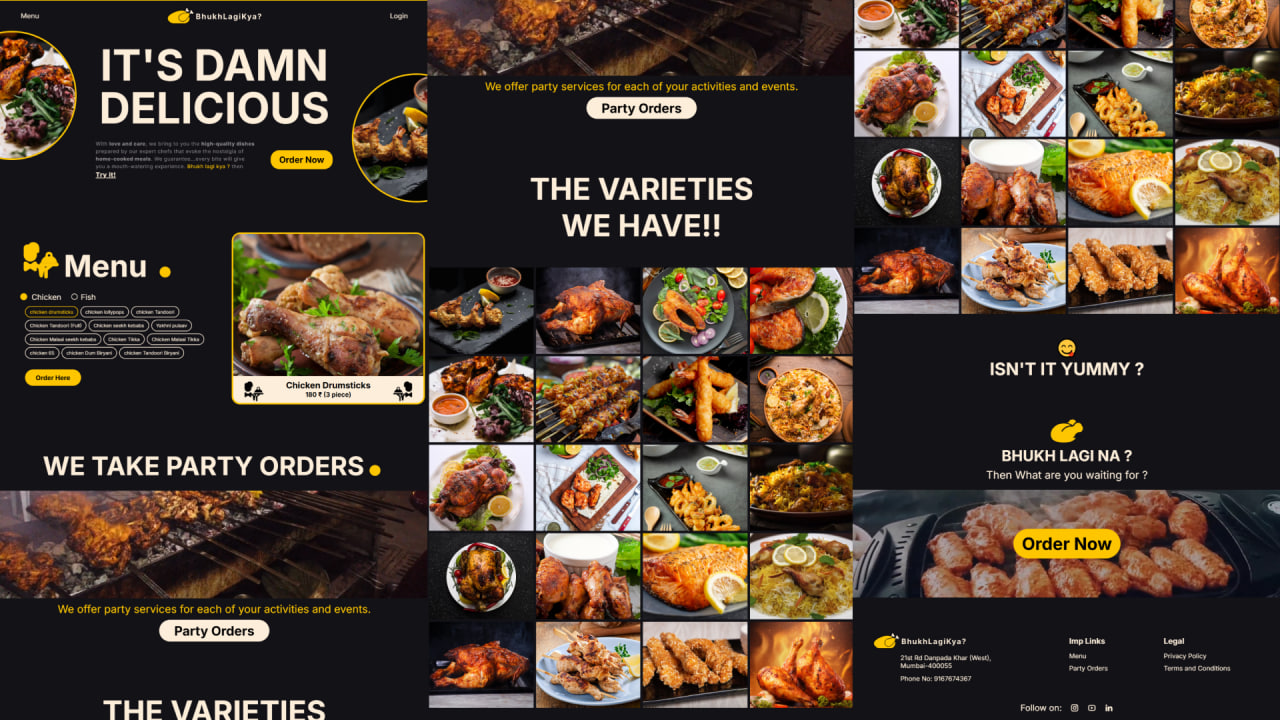 Menu
BhukhLagiKya?
Login
IT'S DAMN
DELICIOUS
With love and care, we bring to you the high-quality dishes
prepared by our expert chefs that evoke the nostalgia of
home-cooked meals. We guarantee...every bite will give
you a mouth-watering experience. Bhukh lagi kya ? then
Try it!
Order Now
Menu
Chicken
Fish
chicken drumsticks
chicken lollypops
chicken Tandoori
Chicken Tandoori (Full)
Chicken seekh kebabs
Yakhni pulaav
Chicken Malaai seekh kebabs
Chicken Tikka
Chicken Malaai Tikka
chicken 65
chicken Dum Biryani
chicken Tandoori Biryani
Order Here
Chicken Drumsticks
180 ₹ (3 piece)
WE TAKE PARTY ORDERS
We offer party services for each of your activities and events.
Party Orders
THE VARIETIES
We offer party services for each of your activities and events.
Party Orders
THE VARIETIES
WE HAVE!!
ISN'T IT YUMMY ?
BHUKH LAGI NA ?
Then What are you waiting for ?
Order Now
BhukhLagiKya?
21st Rd Danpada Khar (West),
Mumbai-400055
Phone No: 9167674367
Imp Links
Menu
Party Orders
Legal
Privacy Policy
Terms and Conditions
Follow on: